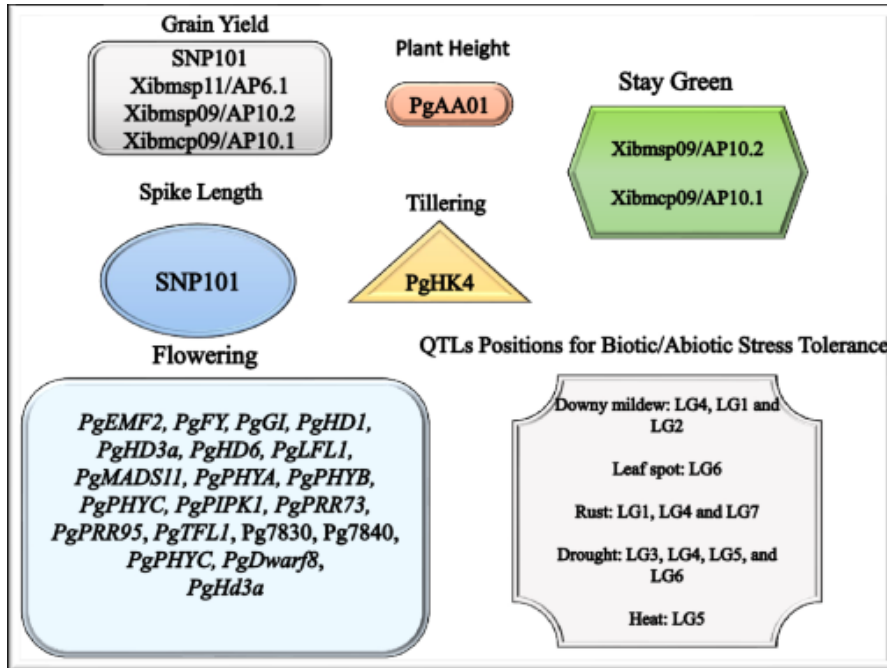 Grain Yield
SNP101
Xibmsp11/AP6.1
Xibmsp09/AP10.2
Xibmcp09/AP10.1
Plant Height
PgAA01
Stay Green
Xibmsp09/AP10.2
Xibmcp09/AP10.1
Spike Length
SNP101
Tillering
PgHK4
Flowering
PgEMF2, PgFY, PgGI, PgHD1,
PgHD3a, PgHD6, PgLFL1,
PgMADS11, PgPHYA, PgPHYB,
PgPHYC, PgPIPK1, PgPRR73,
PgPRR95, PgTFL1, Pg7830, Pg7840,
PgPHYC, PgDwarf8,
PgHd3a
QTLs Positions for Biotic/Abiotic Stress Tolerance
Downy mildew: LG4, LG1 and
LG2
Leaf spot: LG6
Rust: LG1, LG4 and LG7
Drought: LG3, LG4, LG5, and
LG6
Heat: LG5